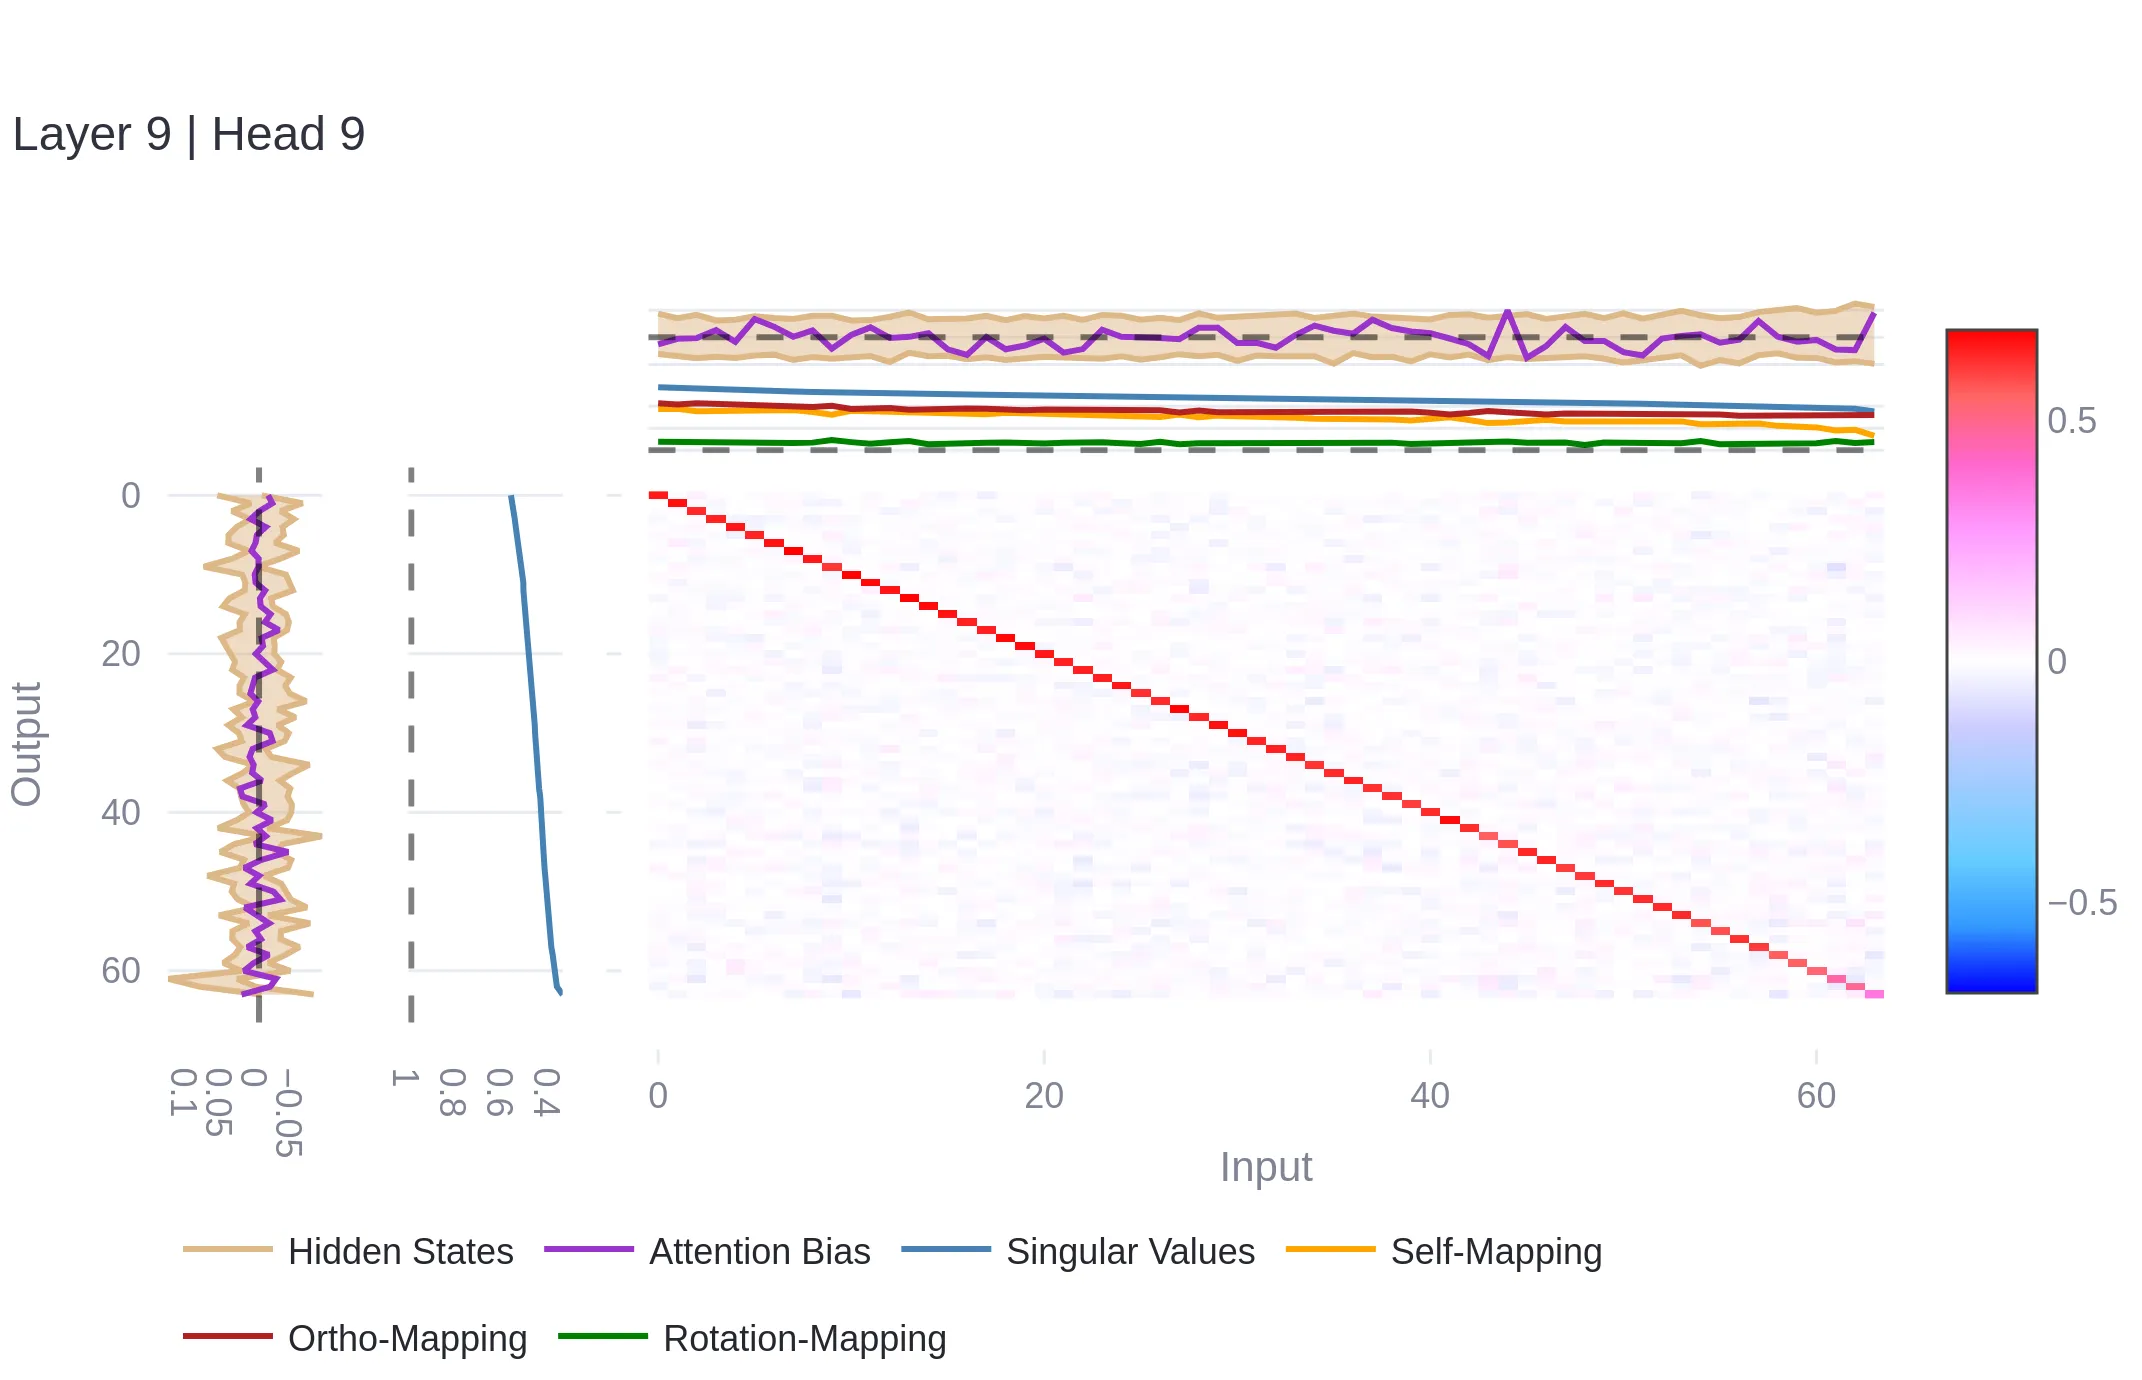 Layer 9 | Head 9
0.5
0
−0.5
0
20
40
60
Output
0.1
0.05
0
−0.05
1
0.8
0.6
0.4
0
20
40
60
Input
Hidden States
Attention Bias
Singular Values
Self-Mapping
Ortho-Mapping
Rotation-Mapping